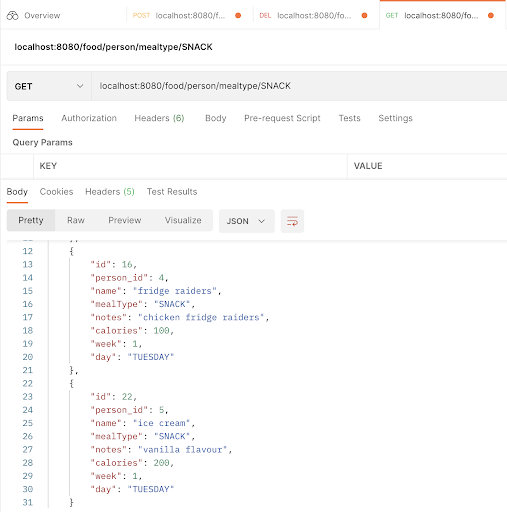 Overview POST localhost:8080/fo... DEL localhost:8080/fo... GET localhost:8080/fo...
localhost:8080/food/person/mealtype/SNACK
GET localhost:8080/food/person/mealtype/SNACK
Params Authorization Headers (6) Body Pre-request Script Tests Settings
Query Params
KEY VALUE
Body Cookies Headers (5) Test Results
Pretty Raw Preview Visualize JSON
12 {
13 "id": 16,
14 "person_id": 4,
15 "name": "fridge raiders",
16 "mealType": "SNACK",
17 "notes": "chicken fridge raiders",
18 "calories": 100,
19 "week": 1,
20 "day": "TUESDAY"
21 },
22 {
23 "id": 22,
24 "person_id": 5,
25 "name": "ice cream",
26 "mealType": "SNACK",
27 "notes": "vanilla flavour",
28 "calories": 200,
29 "week": 1,
30 "day": "TUESDAY"
31 }